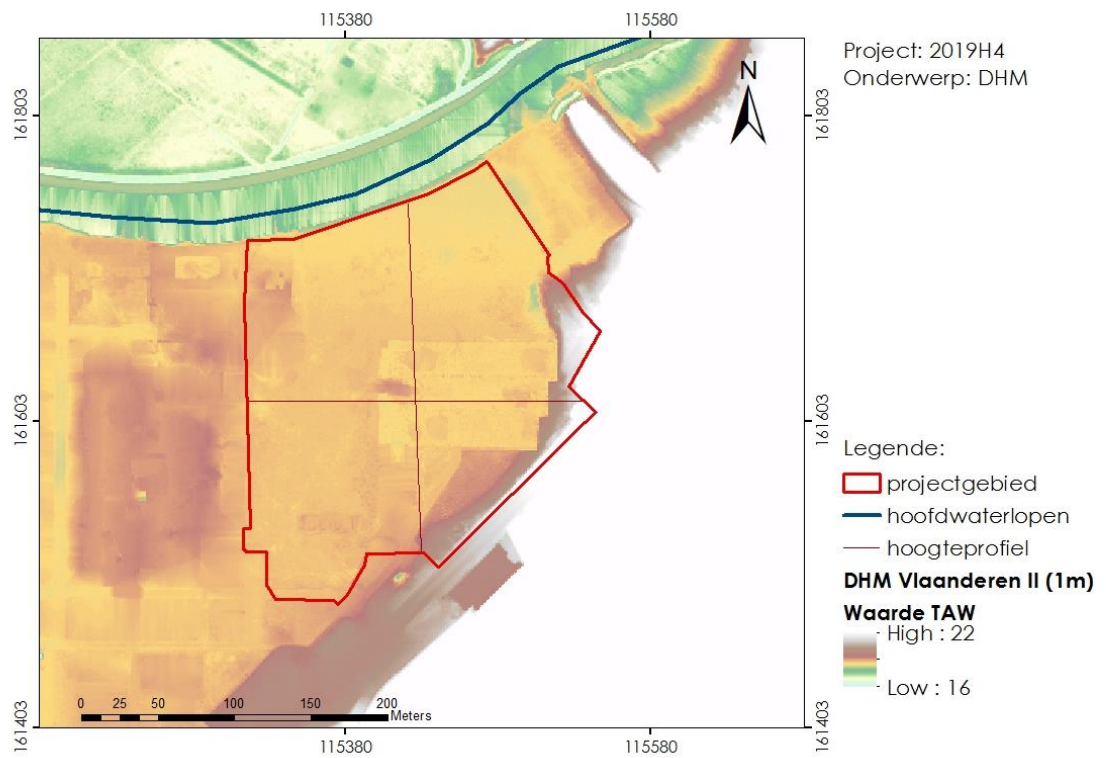 115380
115580
Project: 2019H4
Onderwerp: DHM
N
161803
161803
161603
161603
Legende:
projectgebied
hoofdwaterlopen
hoogteprofiel
DHM Vlaanderen II (1m)
Waarde TAW
High : 22
Low : 16
0 25 50 100 150 200
Meters
161403
161403
115380
115580